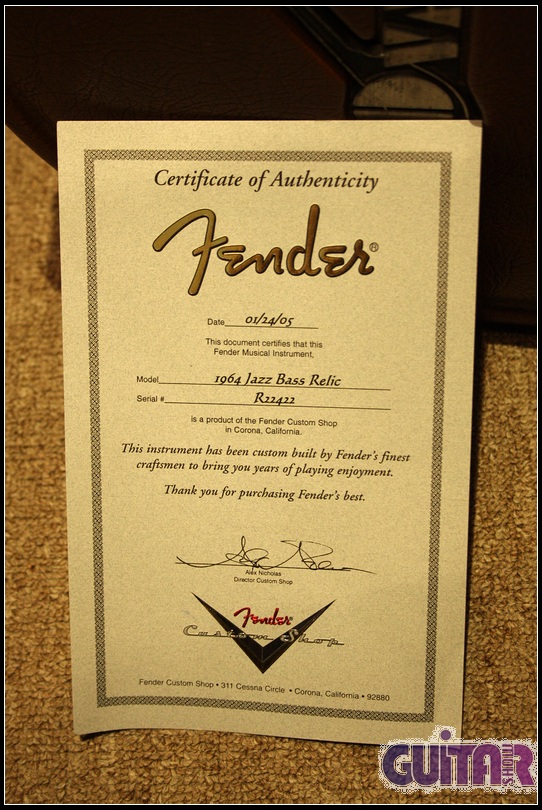 Certificate of Authenticity
Fender®
Date 01/24/05
This document certifies that this
Fender Musical Instrument,
Model 1964 Jazz Bass Relic
Serial # R22422
is a product of the Fender Custom Shop
in Corona, California.
This instrument has been custom built by Fender's finest
craftsmen to bring you years of playing enjoyment.
Thank you for purchasing Fender's best.
Alex Nicholas
Director Custom Shop
Fender
Custom Shop
Fender Custom Shop • 311 Cessna Circle • Corona, California • 92880
GUITAR